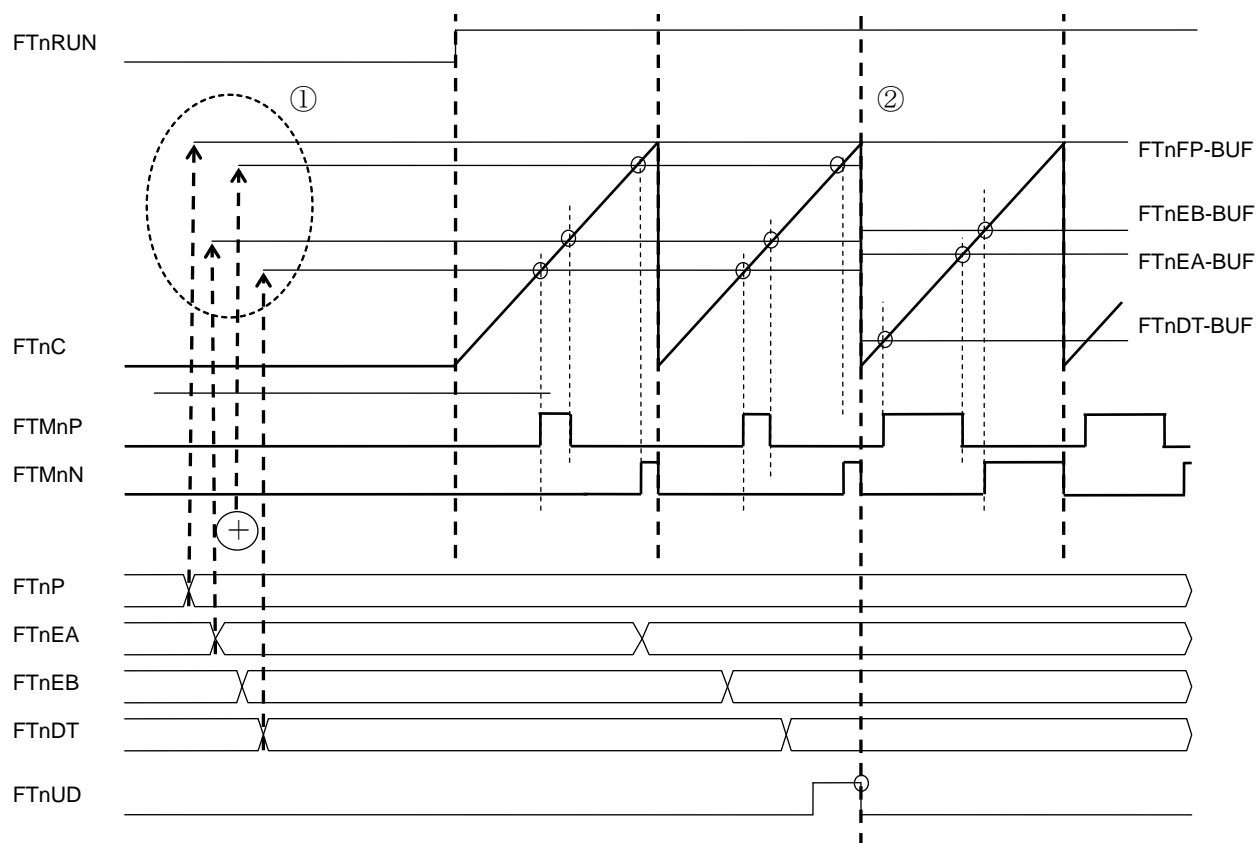 FTnRUN
① ②
FTnFP-BUF
FTnEB-BUF
FTnEA-BUF
FTnDT-BUF
FTnC
FTMnP
FTMnN
+
FTnP
FTnEA
FTnEB
FTnDT
FTnUD